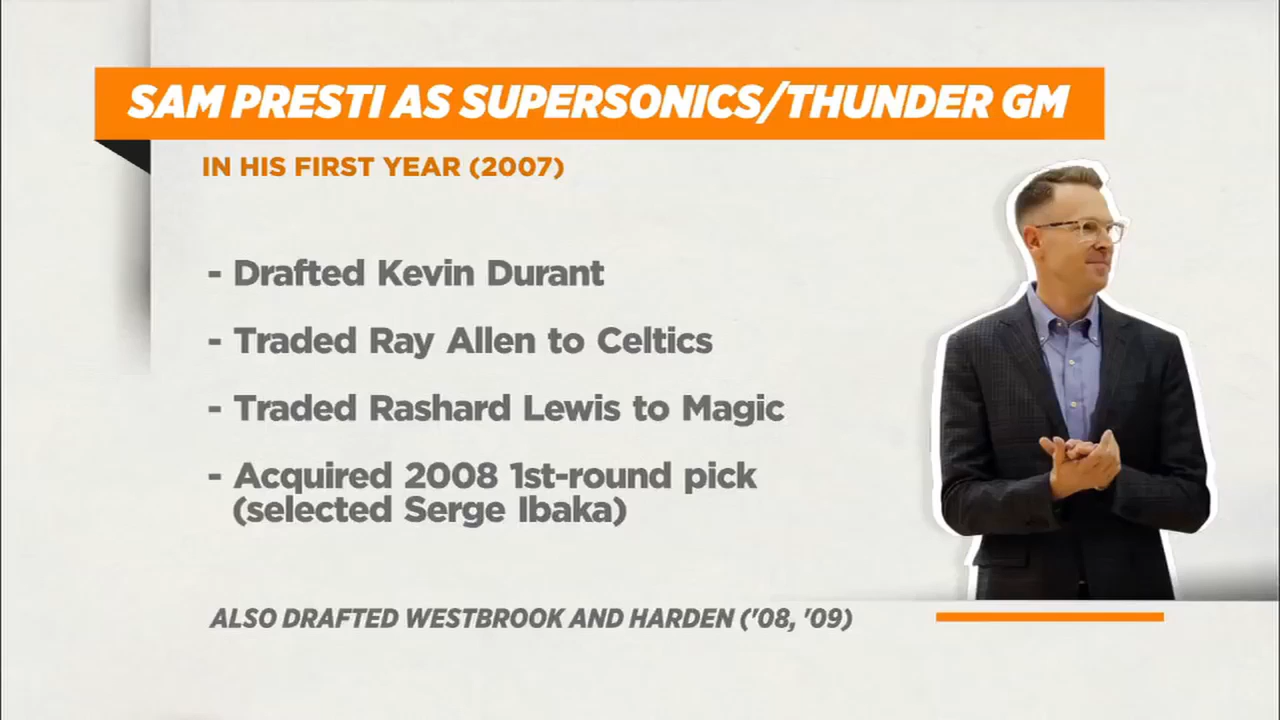 SAM PRESTI AS SUPERSONICS/THUNDER GM
IN HIS FIRST YEAR (2007)
- Drafted Kevin Durant
- Traded Ray Allen to Celtics
- Traded Rashard Lewis to Magic
- Acquired 2008 1st-round pick
(selected Serge Ibaka)
ALSO DRAFTED WESTBROOK AND HARDEN ('08, '09)